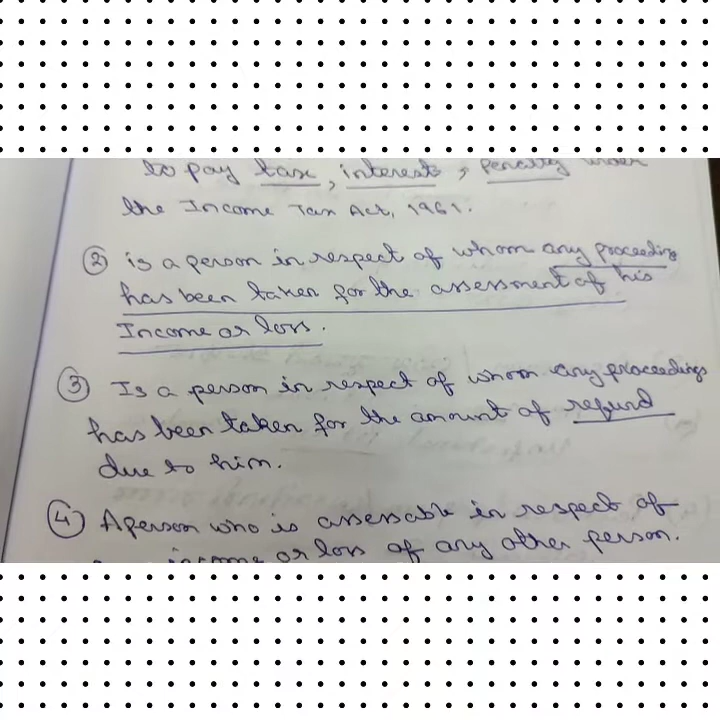 to pay tax, interest, penalty under
the Income Tax Act, 1961.
② is a person in respect of whom any proceeding
has been taken for the assessment of his
Income or loss.
③ Is a person in respect of whom any proceedings
has been taken for the amount of refund
due to him.
④ A person who is assessable in respect of
income or loss of any other person.